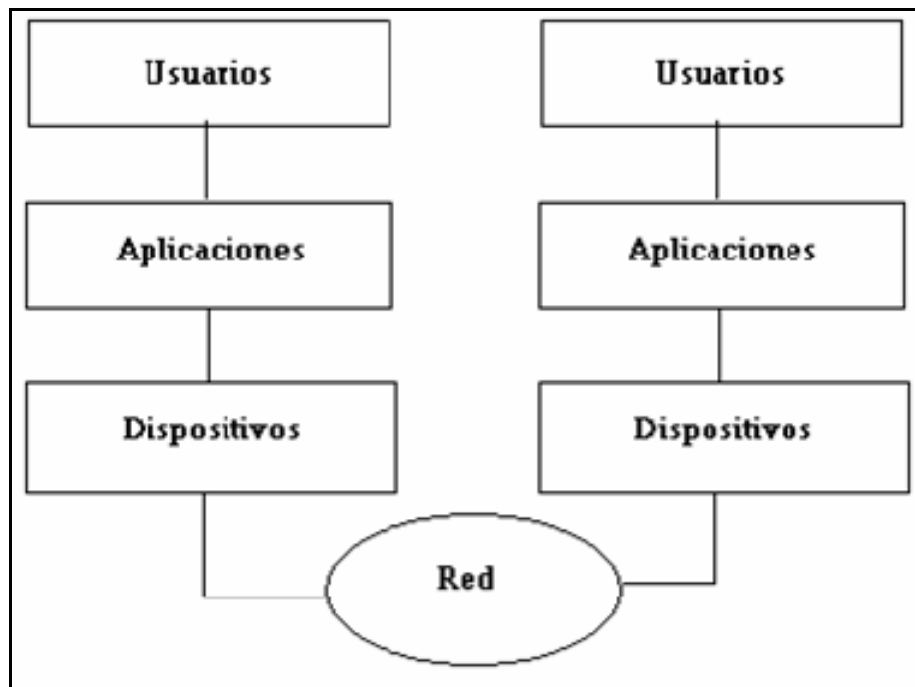 Usuarios
Usuarios
Aplicaciones
Aplicaciones
Dispositivos
Dispositivos
Red